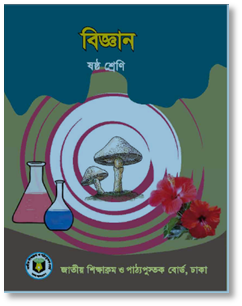 বিজ্ঞান
ষষ্ঠ শ্রেণি
জাতীয় শিক্ষাক্রম ও পাঠ্যপুস্তক বোর্ড, ঢাকা